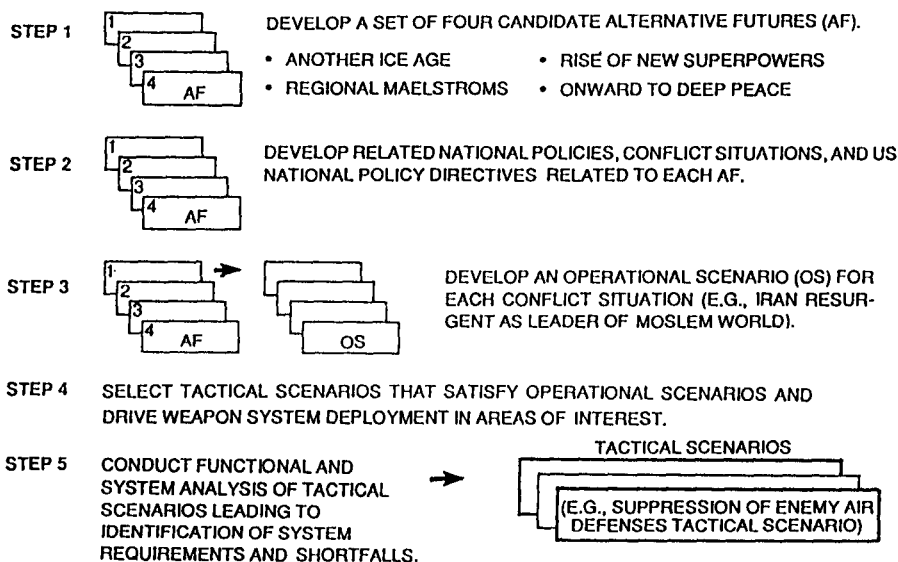 STEP 1
1
2
3
4
AF
DEVELOP A SET OF FOUR CANDIDATE ALTERNATIVE FUTURES (AF).
• ANOTHER ICE AGE
• RISE OF NEW SUPERPOWERS
• REGIONAL MAELSTROMS
• ONWARD TO DEEP PEACE
STEP 2
1
2
3
4
AF
DEVELOP RELATED NATIONAL POLICIES, CONFLICT SITUATIONS, AND US
NATIONAL POLICY DIRECTIVES RELATED TO EACH AF.
STEP 3
1
2
3
4
AF
OS
DEVELOP AN OPERATIONAL SCENARIO (OS) FOR
EACH CONFLICT SITUATION (E.G., IRAN RESUR-
GENT AS LEADER OF MOSLEM WORLD).
STEP 4
SELECT TACTICAL SCENARIOS THAT SATISFY OPERATIONAL SCENARIOS AND
DRIVE WEAPON SYSTEM DEPLOYMENT IN AREAS OF INTEREST.
STEP 5
CONDUCT FUNCTIONAL AND
SYSTEM ANALYSIS OF TACTICAL
SCENARIOS LEADING TO
IDENTIFICATION OF SYSTEM
REQUIREMENTS AND SHORTFALLS.
TACTICAL SCENARIOS
(E.G., SUPPRESSION OF ENEMY AIR
DEFENSES TACTICAL SCENARIO)